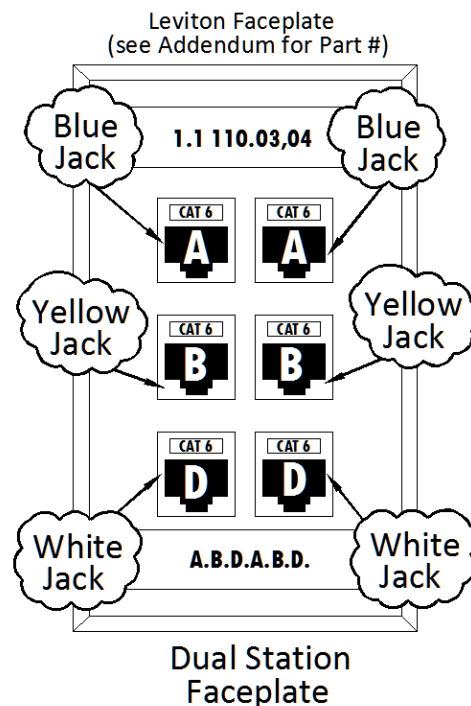 Leviton Faceplate
(see Addendum for Part #)
Blue
Jack
1.1 110.03,04
Blue
Jack
CAT 6
A
CAT 6
A
Yellow
Jack
CAT 6
B
CAT 6
B
Yellow
Jack
CAT 6
D
CAT 6
D
White
Jack
A.B.D.A.B.D.
White
Jack
Dual Station
Faceplate